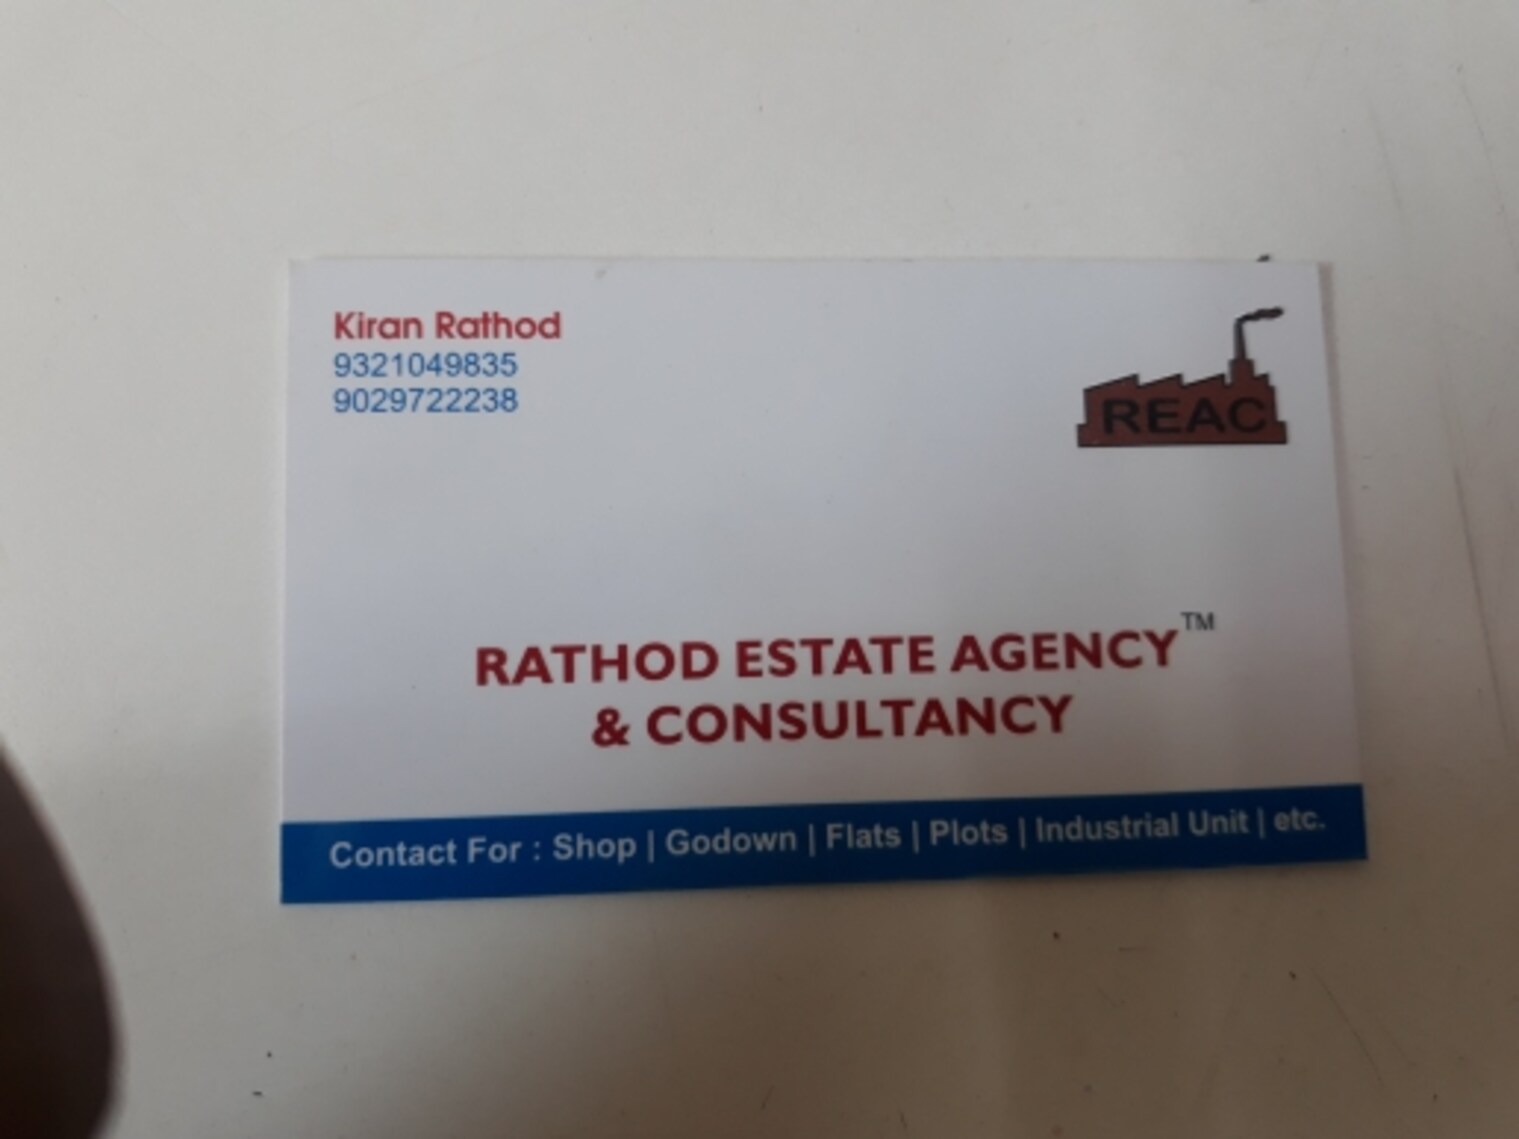 Kiran Rathod
9321049835
9029722238
REAC
RATHOD ESTATE AGENCY™
& CONSULTANCY
Contact For : Shop | Godown | Flats | Plots | Industrial Unit | etc.